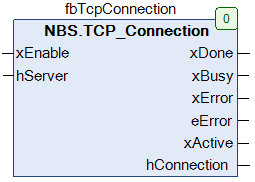 fbTcpConnection
0
NBS.TCP_Connection
xEnable xDone
hServer xBusy
xError
eError
xActive
hConnection